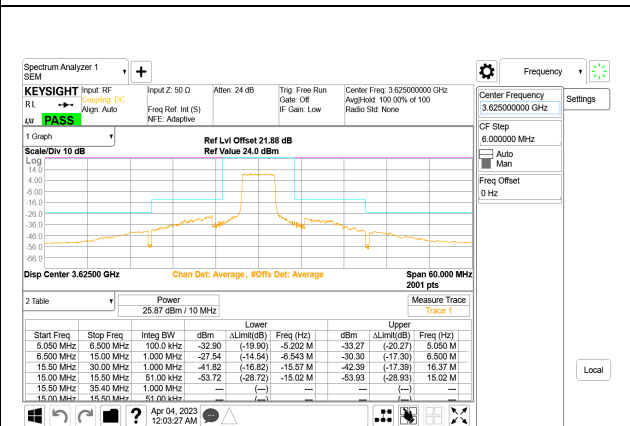 Spectrum Analyzer 1
SEM
Frequency
KEYSIGHT Input: RF
Coupling: DC
Align: Auto
RL
LXI PASS
Input Z: 50 Ω
Freq Ref: Int (S)
NFE: Adaptive
Atten: 24 dB
Trig: Free Run
Gate: Off
IF Gain: Low
Center Freq: 3.625000000 GHz
Avg|Hold: 100.00% of 100
Radio Std: None
Center Frequency
3.625000000 GHz
Settings
CF Step
6.000000 MHz
Auto
Man
Freq Offset
0 Hz
1 Graph
Scale/Div 10 dB
Ref Lvl Offset 21.88 dB
Ref Value 24.0 dBm
Log
14.0
4.00
-6.00
-16.0
-26.0
-36.0
-46.0
-56.0
-66.0
Disp Center 3.62500 GHz
Chan Det: Average, #Offs Det: Average
Span 60.000 MHz
2001 pts
2 Table
Power
25.87 dBm / 10 MHz
Measure Trace
Trace 1
Lower Upper
Start Freq Stop Freq Integ BW dBm ΔLimit(dB) Freq (Hz) dBm ΔLimit(dB) Freq (Hz)
5.050 MHz 6.500 MHz 100.0 kHz -32.90 (-19.90) -5.202 M -33.27 (-20.27) 5.050 M
6.500 MHz 15.00 MHz 1.000 MHz -27.54 (-14.54) -6.543 M -30.30 (-17.30) 6.500 M
15.50 MHz 30.00 MHz 1.000 MHz -41.82 (-16.82) -15.57 M -42.39 (-17.39) 16.37 M
15.00 MHz 15.50 MHz 51.00 kHz -53.72 (-28.72) -15.02 M -53.93 (-28.93) 15.02 M
15.50 MHz 35.40 MHz 1.000 MHz --- (---) --- --- (---) ---
15.00 MHz 15.50 MHz 51.00 kHz --- (---) --- --- (---) ---
Local
Apr 04, 2023
12:03:27 AM